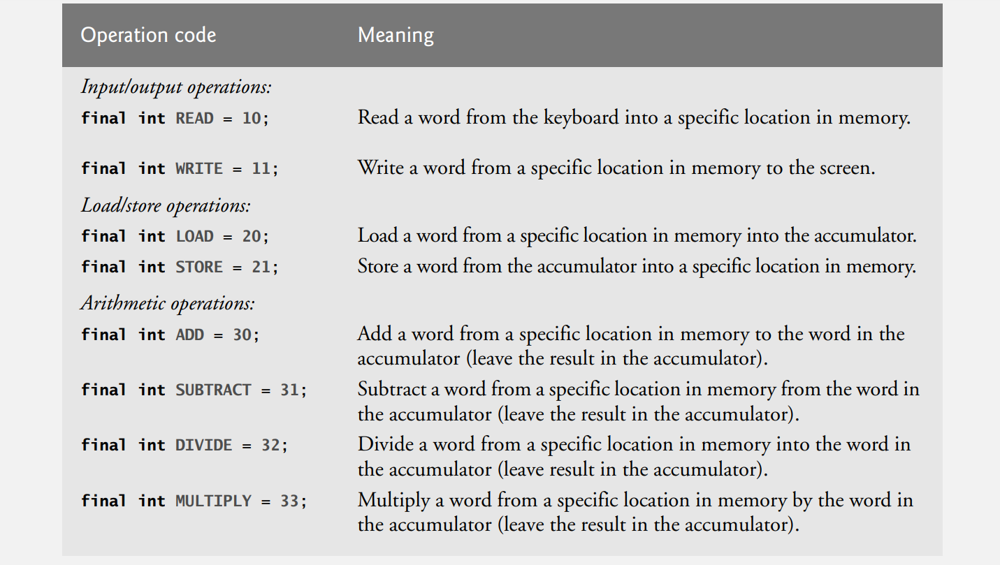 Operation code Meaning
Input/output operations:
final int READ = 10; Read a word from the keyboard into a specific location in memory.
final int WRITE = 11; Write a word from a specific location in memory to the screen.
Load/store operations:
final int LOAD = 20; Load a word from a specific location in memory into the accumulator.
final int STORE = 21; Store a word from the accumulator into a specific location in memory.
Arithmetic operations:
final int ADD = 30; Add a word from a specific location in memory to the word in the
accumulator (leave the result in the accumulator).
final int SUBTRACT = 31; Subtract a word from a specific location in memory from the word in
the accumulator (leave the result in the accumulator).
final int DIVIDE = 32; Divide a word from a specific location in memory into the word in
the accumulator (leave result in the accumulator).
final int MULTIPLY = 33; Multiply a word from a specific location in memory by the word in
the accumulator (leave the result in the accumulator).